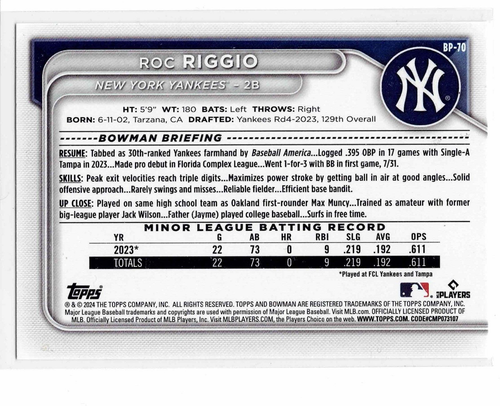 BP-70
ROC RIGGIO
NEW YORK YANKEES® – 2B
NY
HT: 5'9" WT: 180 BATS: Left THROWS: Right
BORN: 6-11-02, Tarzana, CA DRAFTED: Yankees Rd4-2023, 129th Overall
BOWMAN BRIEFING
RESUME: Tabbed as 30th-ranked Yankees farmhand by Baseball America...Logged .395 OBP in 17 games with Single-A
Tampa in 2023...Made pro debut in Florida Complex League...Went 1-for-3 with BB in first game, 7/31.
SKILLS: Peak exit velocities reach triple digits...Maximizes power stroke by getting ball in air at good angles...Solid
offensive approach...Rarely swings and misses...Reliable fielder...Efficient base bandit.
UP CLOSE: Played on same high school team as Oakland first-rounder Max Muncy...Trained as amateur with former
big-league player Jack Wilson...Father (Jayme) played college baseball...Surfs in free time.
MINOR LEAGUE BATTING RECORD
YR G AB HR RBI SLG AVG OPS
2023* 22 73 0 9 .219 .192 .611
TOTALS 22 73 0 9 .219 .192 .611
*Played at FCL Yankees and Tampa
Topps
PLAYERS
® & © 2024 THE TOPPS COMPANY, INC. ALL RIGHTS RESERVED. TOPPS AND BOWMAN ARE REGISTERED TRADEMARKS OF THE TOPPS COMPANY, INC.
Major League Baseball trademarks and copyrights are used with permission of Major League Baseball. Visit MLB.com. OFFICIALLY LICENSED PRODUCT OF
MLB. Officially Licensed Product of MLB Players, Inc. Visit MLBPLAYERS.com, the Players Choice on the web. WWW.TOPPS.COM. CODE#CMP073107